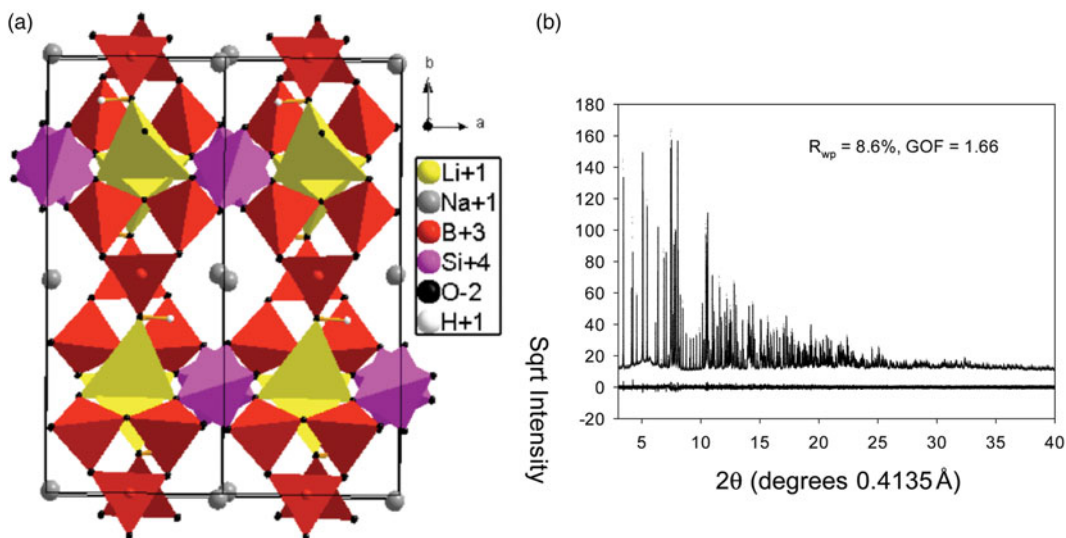 (a)
b
c
a
Li+1
Na+1
B+3
Si+4
O-2
H+1
(b)
Sqrt Intensity
180
160
140
120
100
80
60
40
20
0
-20
R_wp = 8.6%, GOF = 1.66
5 10 15 20 25 30 35 40
2θ (degrees 0.4135 Å)